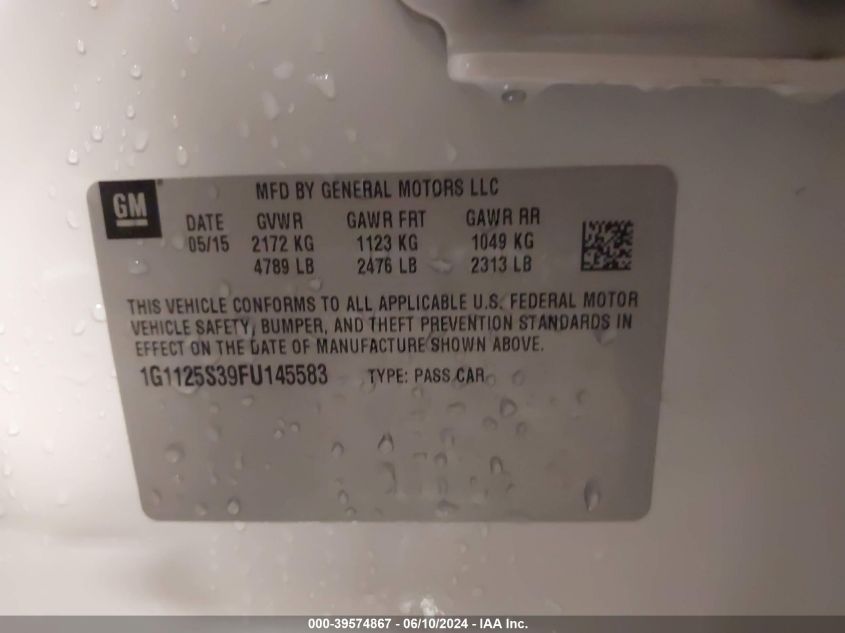 GM
MFD BY GENERAL MOTORS LLC
DATE GVWR GAWR FRT GAWR RR
05/15 2172 KG 1123 KG 1049 KG
4789 LB 2476 LB 2313 LB
THIS VEHICLE CONFORMS TO ALL APPLICABLE U.S. FEDERAL MOTOR
VEHICLE SAFETY, BUMPER, AND THEFT PREVENTION STANDARDS IN
EFFECT ON THE DATE OF MANUFACTURE SHOWN ABOVE.
1G1125S39FU145583 TYPE: PASS CAR
000-39574867 - 06/10/2024 - IAA Inc.